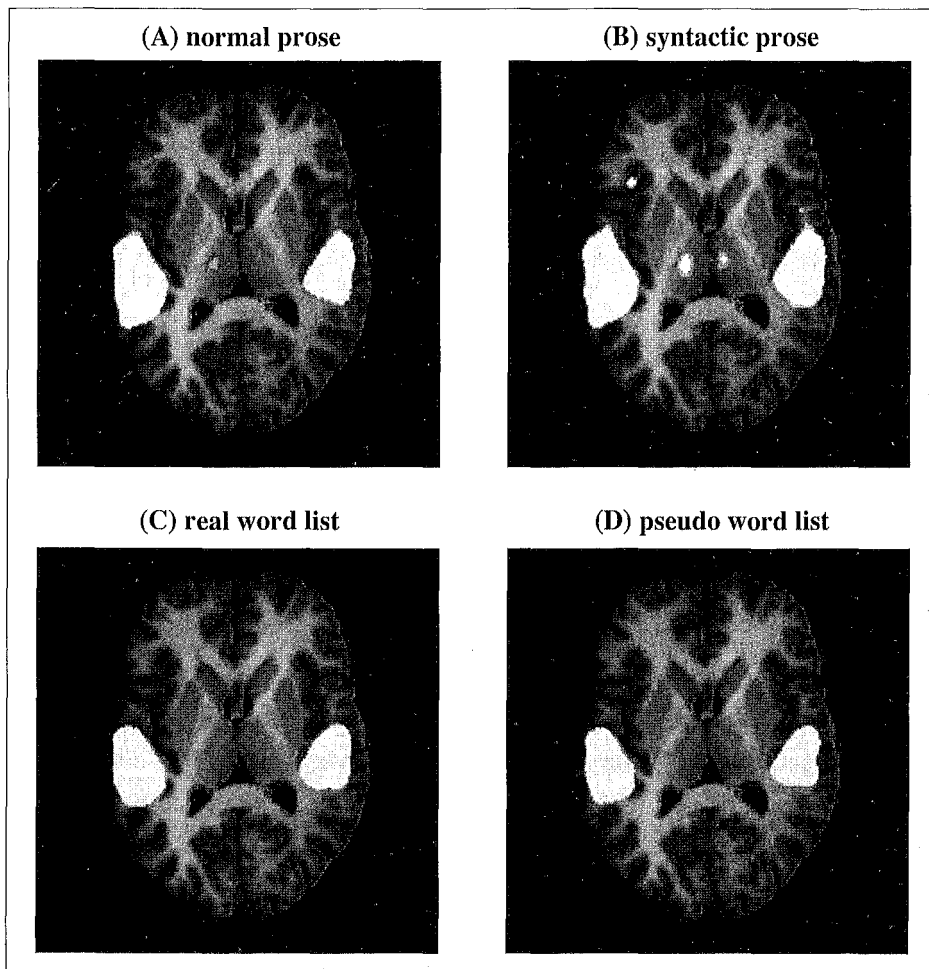 (A) normal prose
(B) syntactic prose
(C) real word list
(D) pseudo word list